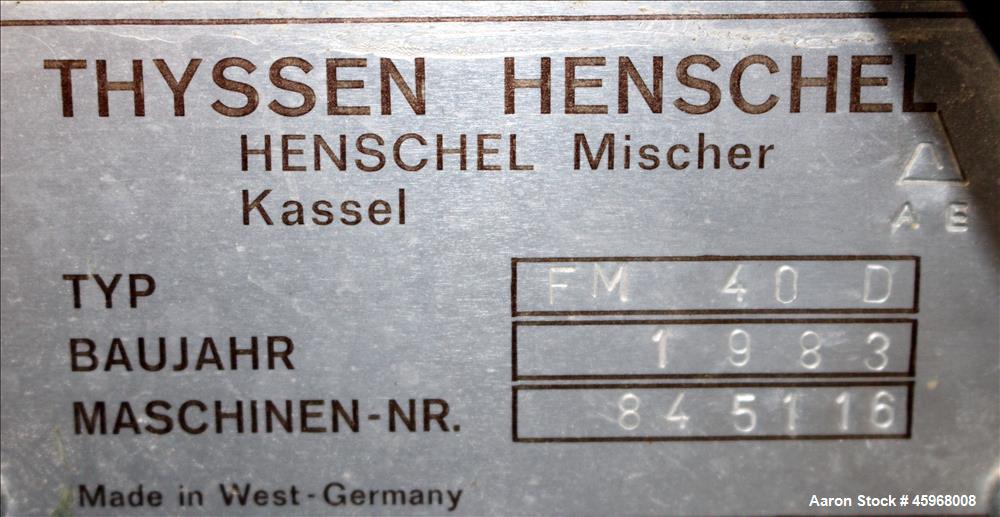 THYSSEN HENSCHEL
HENSCHEL Mischer
Kassel
A E
TYP FM 40 D
BAUJAHR 1983
MASCHINEN-NR. 845116
Made in West-Germany
Aaron Stock # 45968008